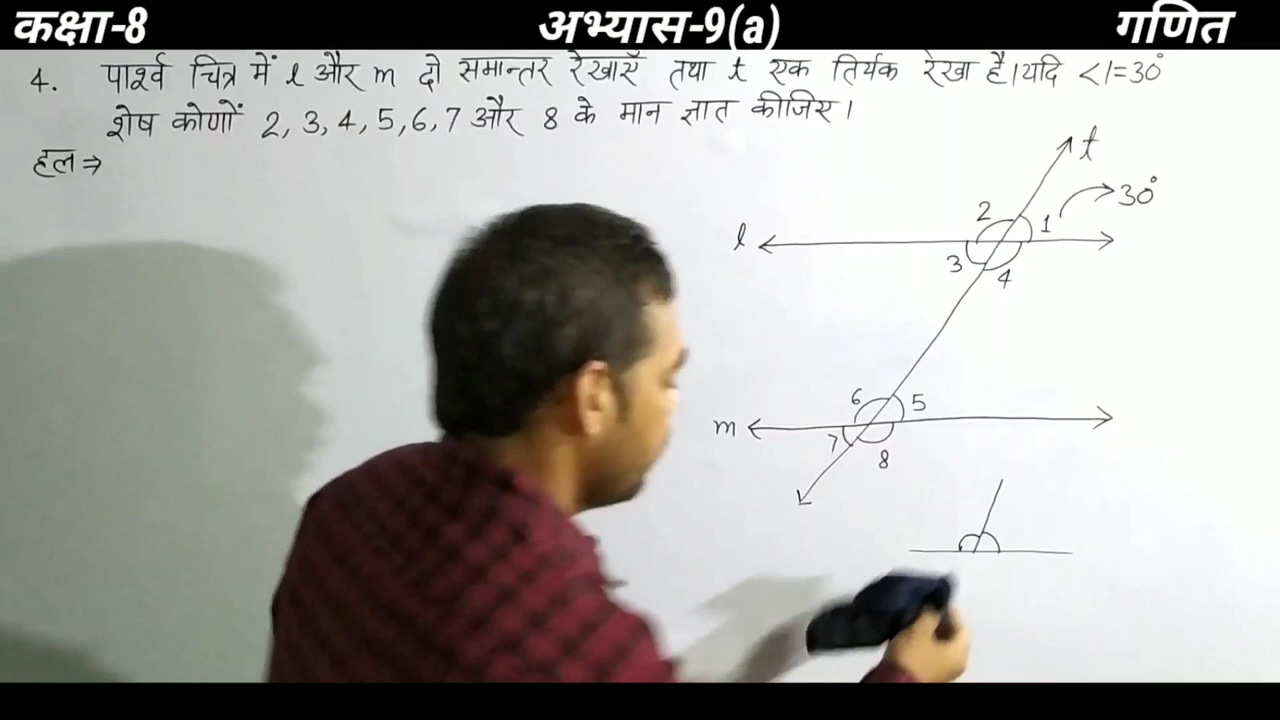 कक्षा-8 अभ्यास-9(a) गणित
4. पार्श्व चित्र में l और m दो समान्तर रेखाएँ तथा t एक तिर्यक रेखा है। यदि <1=30°
शेष कोणों 2, 3, 4, 5, 6, 7 और 8 के मान ज्ञात कीजिए।
हल ⇒
t
2 1 30°
l
3 4
6 5
m
7 8